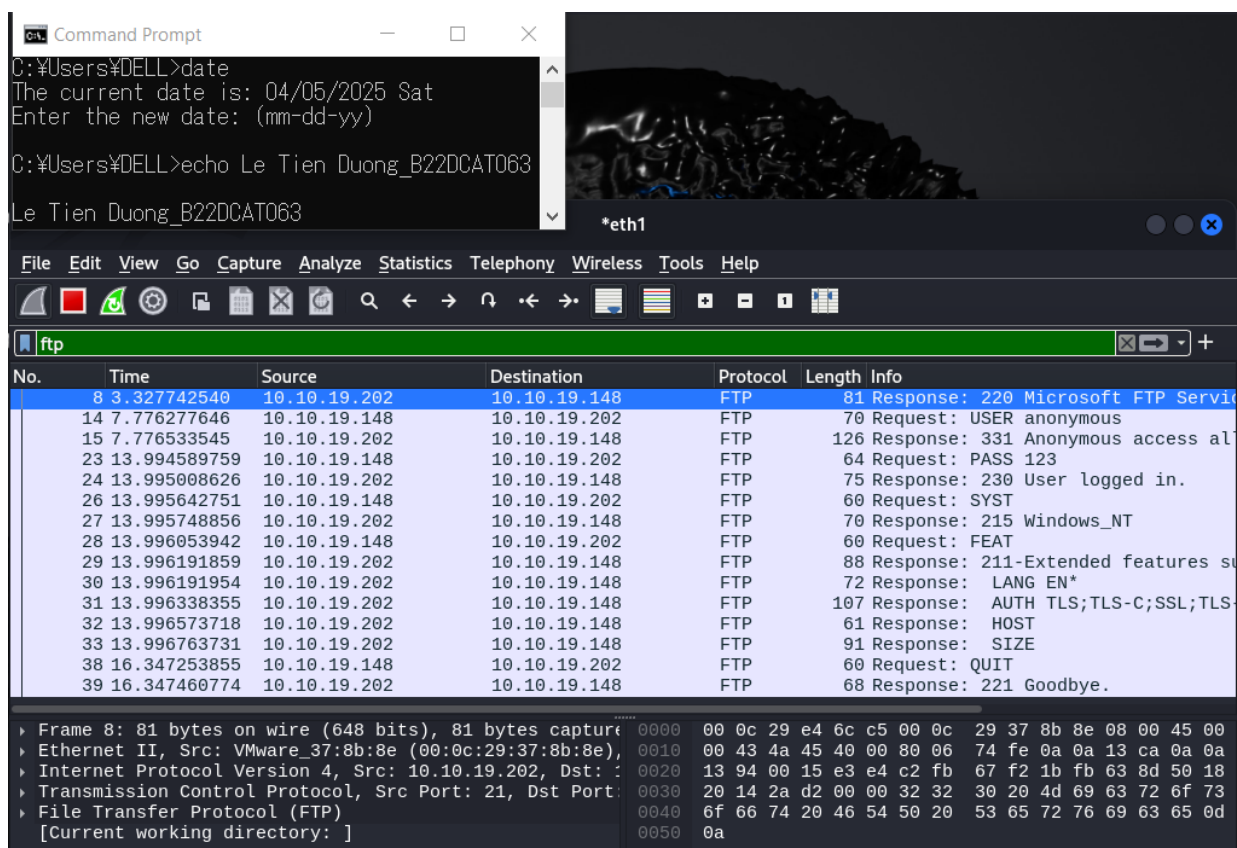 Command Prompt
C:¥Users¥DELL>date
The current date is: 04/05/2025 Sat
Enter the new date: (mm-dd-yy)
C:¥Users¥DELL>echo Le Tien Duong_B22DCAT063
Le Tien Duong_B22DCAT063
*eth1
File Edit View Go Capture Analyze Statistics Telephony Wireless Tools Help
ftp
No. Time Source Destination Protocol Length Info
8 3.327742540 10.10.19.202 10.10.19.148 FTP 81 Response: 220 Microsoft FTP Servic
14 7.776277646 10.10.19.148 10.10.19.202 FTP 70 Request: USER anonymous
15 7.776533545 10.10.19.202 10.10.19.148 FTP 126 Response: 331 Anonymous access al
23 13.994589759 10.10.19.148 10.10.19.202 FTP 64 Request: PASS 123
24 13.995008626 10.10.19.202 10.10.19.148 FTP 75 Response: 230 User logged in.
26 13.995642751 10.10.19.148 10.10.19.202 FTP 60 Request: SYST
27 13.995748856 10.10.19.202 10.10.19.148 FTP 70 Response: 215 Windows_NT
28 13.996053942 10.10.19.148 10.10.19.202 FTP 60 Request: FEAT
29 13.996191859 10.10.19.202 10.10.19.148 FTP 88 Response: 211-Extended features su
30 13.996191954 10.10.19.202 10.10.19.148 FTP 72 Response: LANG EN*
31 13.996338355 10.10.19.202 10.10.19.148 FTP 107 Response: AUTH TLS;TLS-C;SSL;TLS-
32 13.996573718 10.10.19.202 10.10.19.148 FTP 61 Response: HOST
33 13.996763731 10.10.19.202 10.10.19.148 FTP 91 Response: SIZE
38 16.347253855 10.10.19.148 10.10.19.202 FTP 60 Request: QUIT
39 16.347460774 10.10.19.202 10.10.19.148 FTP 68 Response: 221 Goodbye.
Frame 8: 81 bytes on wire (648 bits), 81 bytes capture
Ethernet II, Src: VMware_37:8b:8e (00:0c:29:37:8b:8e),
Internet Protocol Version 4, Src: 10.10.19.202, Dst: 1
Transmission Control Protocol, Src Port: 21, Dst Port:
File Transfer Protocol (FTP)
[Current working directory: ]
0000 00 0c 29 e4 6c c5 00 0c 29 37 8b 8e 08 00 45 00
0010 00 43 4a 45 40 00 80 06 74 fe 0a 0a 13 ca 0a 0a
0020 13 94 00 15 e3 e4 c2 fb 67 f2 1b fb 63 8d 50 18
0030 20 14 2a d2 00 00 32 32 30 20 4d 69 63 72 6f 73
0040 6f 66 74 20 46 54 50 20 53 65 72 76 69 63 65 0d
0050 0a